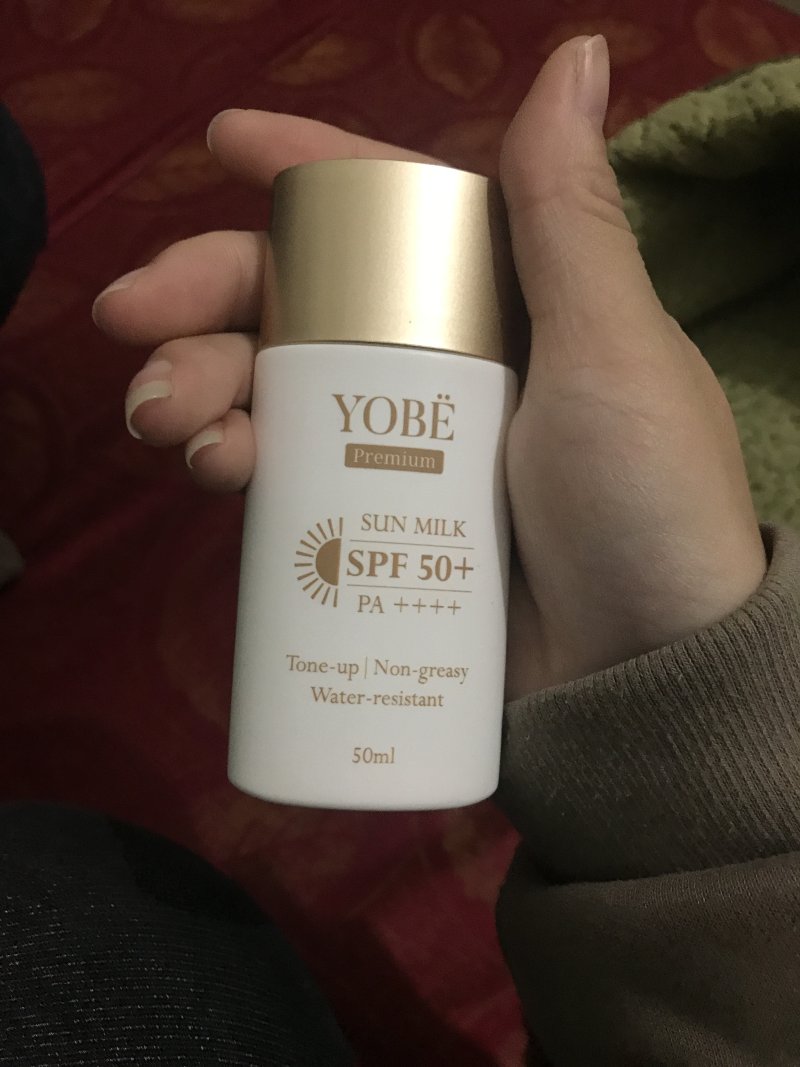 YOBË
Premium
SUN MILK
SPF 50+
PA ++++
Tone-up | Non-greasy
Water-resistant
50ml